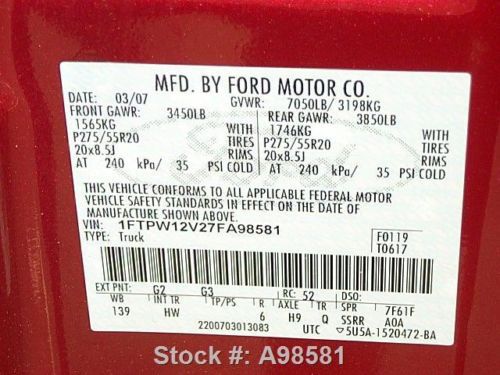 MFD. BY FORD MOTOR CO.
03/07 GVWR: 7050LB/ 3198KG
FRONT GAWR: 3450LB REAR GAWR: 3850LB
1565KG WITH 1746KG WITH
P275/55R20 TIRES P275/55R20 TIRES
20x8.5J RIMS 20x8.5J RIMS
AT 240 kPa/ 35 PSI COLD AT 240 kPa/ 35 PSI COLD
THIS VEHICLE CONFORMS TO ALL APPLICABLE FEDERAL MOTOR
VEHICLE SAFETY STANDARDS IN EFFECT ON THE DATE OF
MANUFACTURE SHOWN ABOVE.
VIN: 1FTPW12V27FA98581 F0119
TYPE: Truck T0617
EXT PNT: G2 G3 RC: 52 DSO:
WB INT TR TP/PS R AXLE TR SPR 7F61F
139 HW 6 H9 Q SSRR AOA
2200703013083 UTC ▽5U5A-1520472-BA
Stock #: A98581